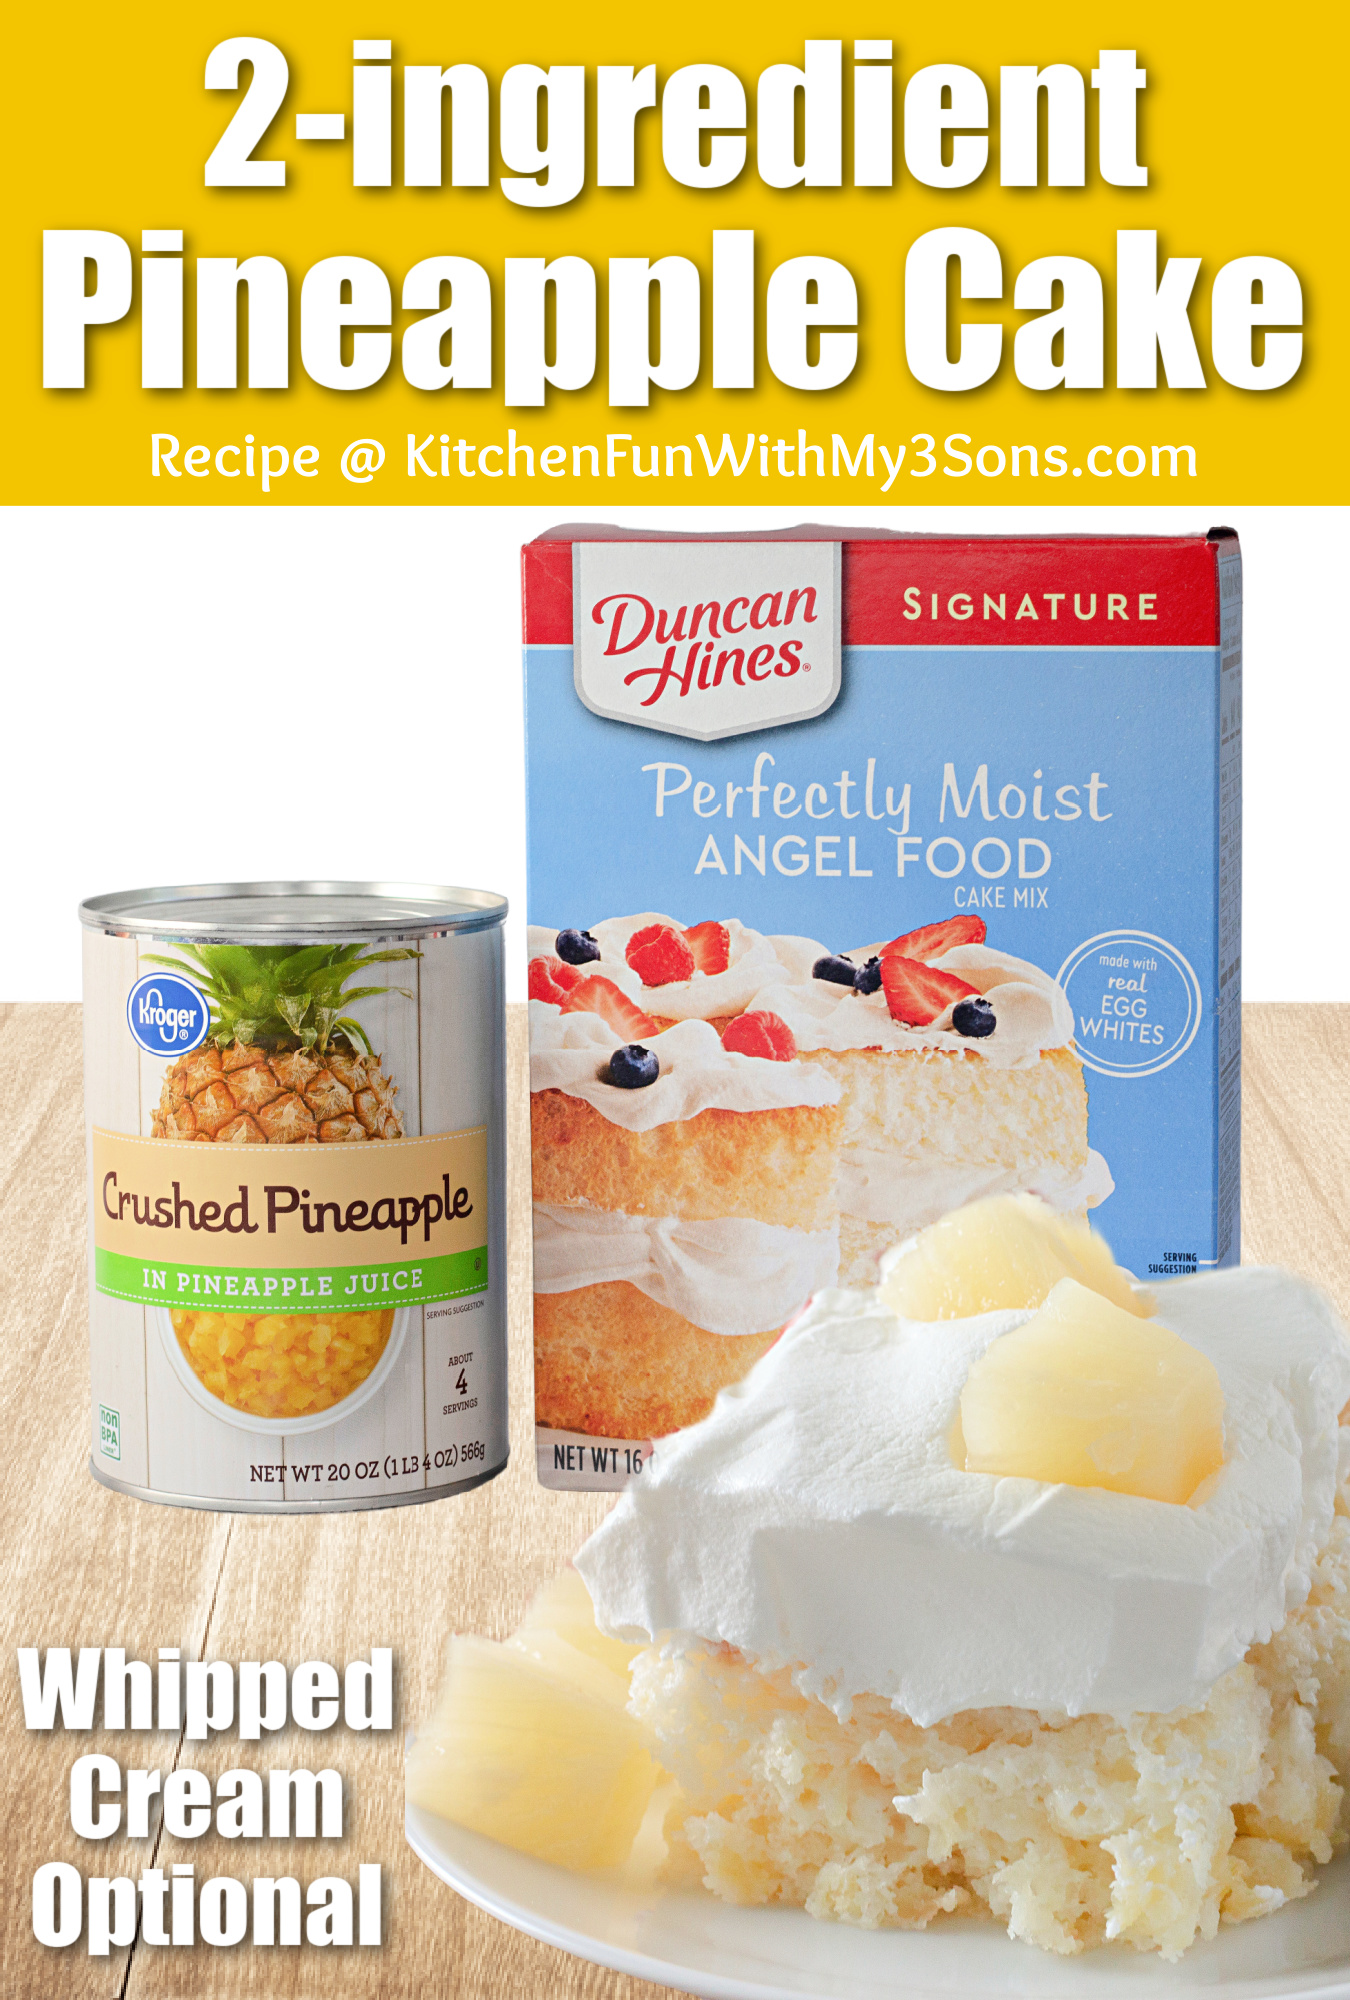 2-ingredient
Pineapple Cake
Recipe @ KitchenFunWithMy3Sons.com
Duncan
Hines®
SIGNATURE
Perfectly Moist
ANGEL FOOD
CAKE MIX
made with
real
EGG
WHITES
SERVING
SUGGESTION
NET WT 16
Kroger
®
Crushed Pineapple
IN PINEAPPLE JUICE
SERVING SUGGESTION
ABOUT
4
SERVINGS
non
BPA
NET WT 20 OZ (1 LB 4 OZ) 566g
Whipped
Cream
Optional